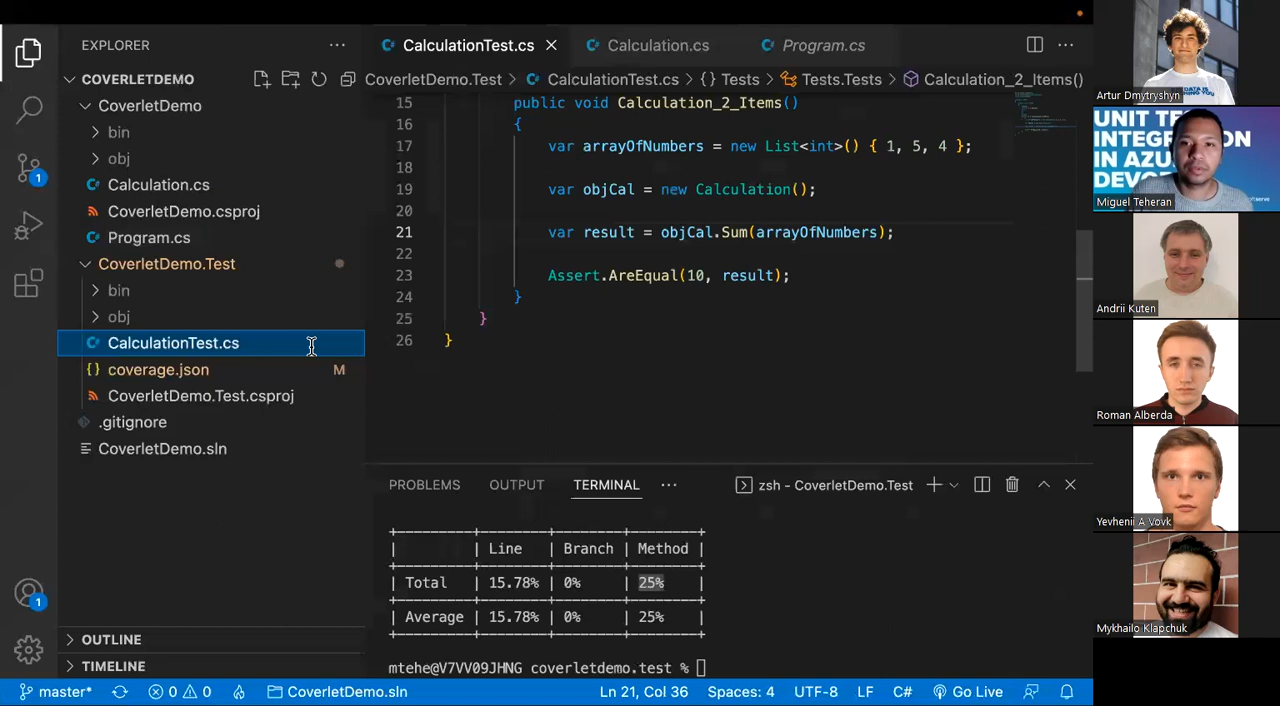 EXPLORER
COVERLETDEMO
CoverletDemo
bin
obj
Calculation.cs
CoverletDemo.csproj
Program.cs
CoverletDemo.Test
bin
obj
CalculationTest.cs
{} coverage.json M
CoverletDemo.Test.csproj
.gitignore
CoverletDemo.sln
OUTLINE
TIMELINE
1
1
CalculationTest.cs Calculation.cs Program.cs
CoverletDemo.Test > CalculationTest.cs > {} Tests > Tests.Tests > Calculation_2_Items()
15 public void Calculation_2_Items()
16 {
17 var arrayOfNumbers = new List<int>() { 1, 5, 4 };
18
19 var objCal = new Calculation();
20
21 var result = objCal.Sum(arrayOfNumbers);
22
23 Assert.AreEqual(10, result);
24 }
25 }
26 }
PROBLEMS OUTPUT TERMINAL ··· zsh - CoverletDemo.Test
+---------+--------+--------+--------+
| | Line | Branch | Method |
+---------+--------+--------+--------+
| Total | 15.78% | 0% | 25% |
+---------+--------+--------+--------+
| Average | 15.78% | 0% | 25% |
+---------+--------+--------+--------+
mtehe@V7VV09JHNG coverletdemo.test %
master* 0 0 CoverletDemo.sln Ln 21, Col 36 Spaces: 4 UTF-8 LF C# Go Live
Artur Dmytryshyn
UNIT TE
INTEGRATION
IN AZU
DEVO
Miguel Teheran
Andrii Kuten
Roman Alberda
Yevhenii A Vovk
Mykhailo Klapchuk